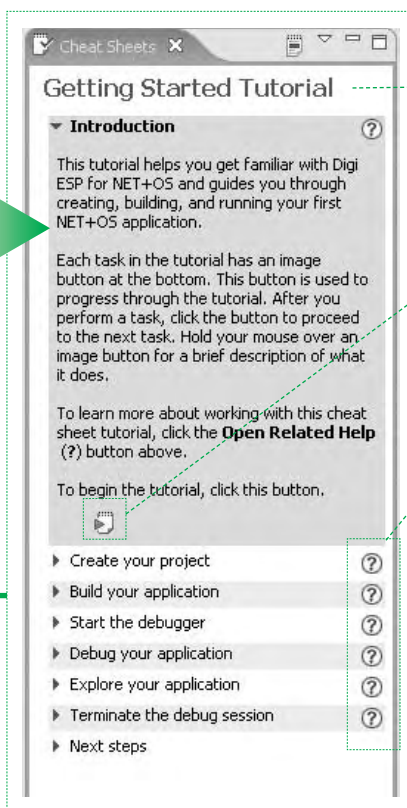 Cheat Sheets
Getting Started Tutorial
Introduction
This tutorial helps you get familiar with Digi
ESP for NET+OS and guides you through
creating, building, and running your first
NET+OS application.
Each task in the tutorial has an image
button at the bottom. This button is used to
progress through the tutorial. After you
perform a task, click the button to proceed
to the next task. Hold your mouse over an
image button for a brief description of what
it does.
To learn more about working with this cheat
sheet tutorial, click the Open Related Help
(?) button above.
To begin the tutorial, click this button.
Create your project
Build your application
Start the debugger
Debug your application
Explore your application
Terminate the debug session
Next steps